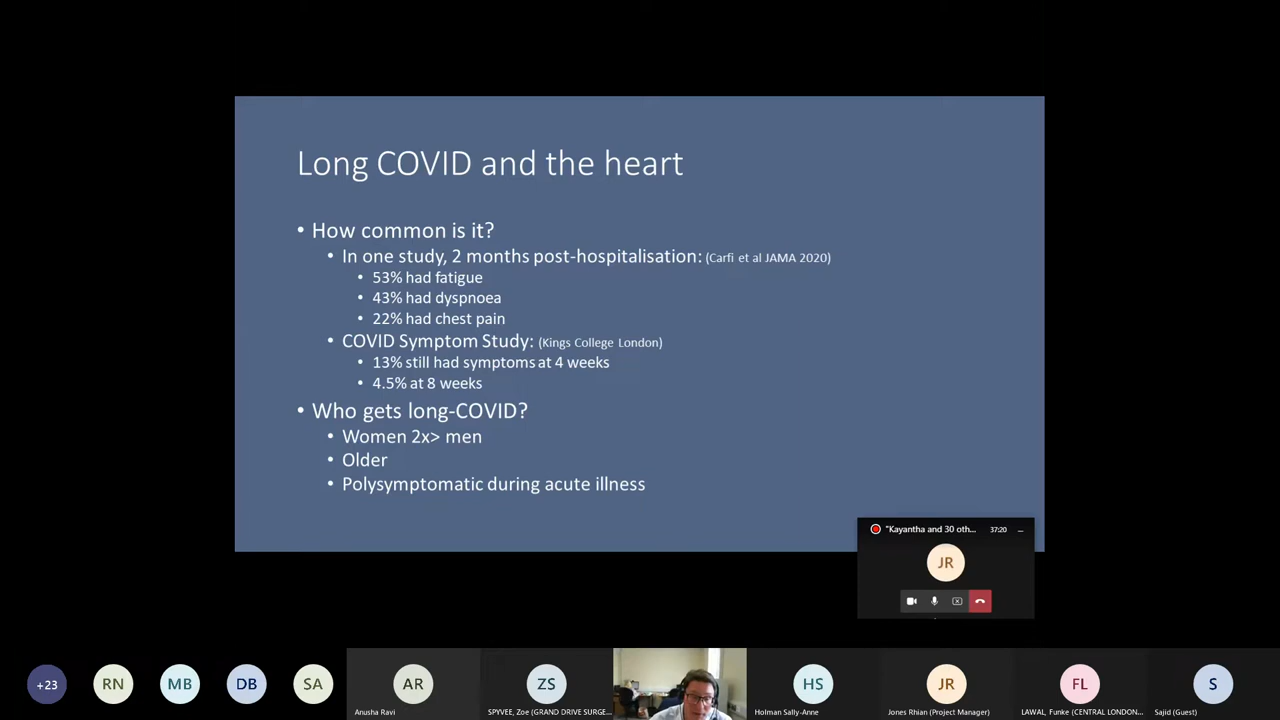 Long COVID and the heart
• How common is it?
• In one study, 2 months post-hospitalisation: (Carfi et al JAMA 2020)
• 53% had fatigue
• 43% had dyspnoea
• 22% had chest pain
• COVID Symptom Study: (Kings College London)
• 13% still had symptoms at 4 weeks
• 4.5% at 8 weeks
• Who gets long-COVID?
• Women 2x> men
• Older
• Polysymptomatic during acute illness
"Kayantha and 30 oth... 37:20
JR
+23 RN MB DB SA AR ZS HS JR FL S
Anusha Ravi SPYVEE, Zoe (GRAND DRIVE SURGE... Holman Sally-Anne Jones Rhian (Project Manager) LAWAL, Funke (CENTRAL LONDON... Sajid (Guest)